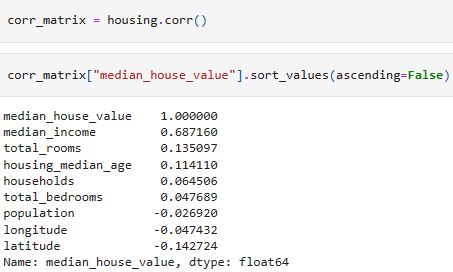 corr_matrix = housing.corr()
corr_matrix["median_house_value"].sort_values(ascending=False)
median_house_value    1.000000
median_income         0.687160
total_rooms           0.135097
housing_median_age    0.114110
households            0.064506
total_bedrooms        0.047689
population           -0.026920
longitude            -0.047432
latitude             -0.142724
Name: median_house_value, dtype: float64